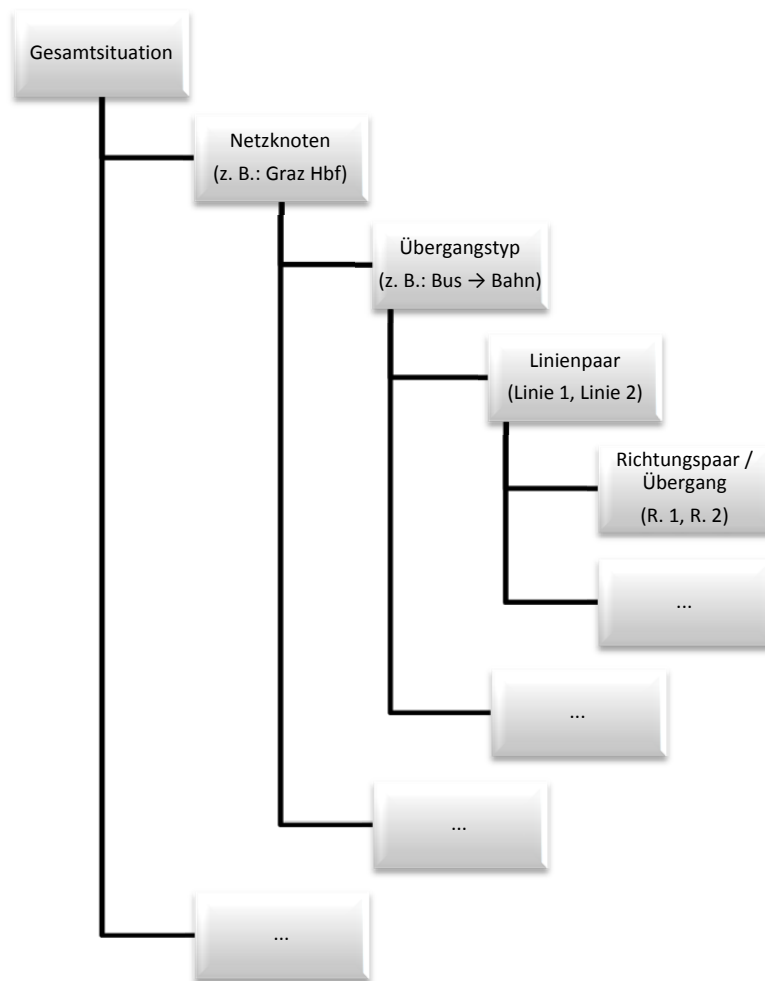 Gesamtsituation
Netzknoten
(z. B.: Graz Hbf)
Übergangstyp
(z. B.: Bus → Bahn)
Linienpaar
(Linie 1, Linie 2)
Richtungspaar /
Übergang
(R. 1, R. 2)
...
...
...
...